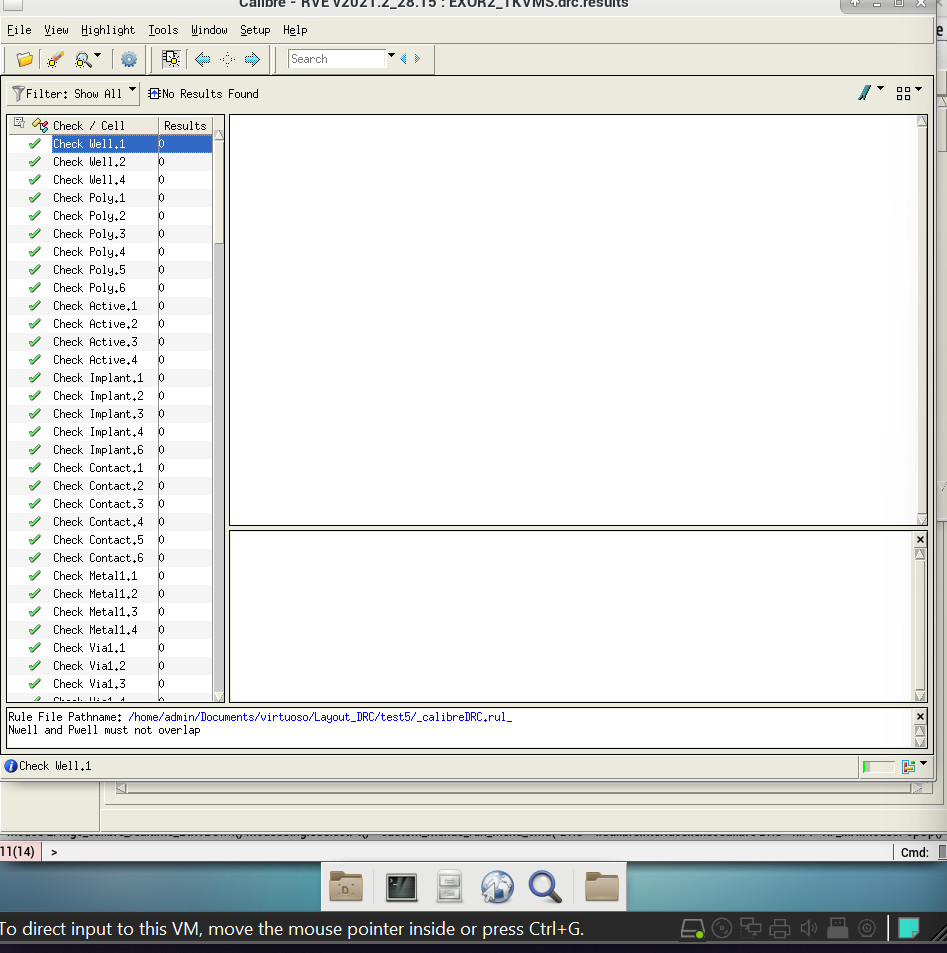 Calibre - RVE v2021.2_28.15 : EXOR2_TKVMS.drc.results
File View Highlight Tools Window Setup Help
Search
Filter: Show All No Results Found
Check / Cell Results
Check Well.1 0
Check Well.2 0
Check Well.4 0
Check Poly.1 0
Check Poly.2 0
Check Poly.3 0
Check Poly.4 0
Check Poly.5 0
Check Poly.6 0
Check Active.1 0
Check Active.2 0
Check Active.3 0
Check Active.4 0
Check Implant.1 0
Check Implant.2 0
Check Implant.3 0
Check Implant.4 0
Check Implant.6 0
Check Contact.1 0
Check Contact.2 0
Check Contact.3 0
Check Contact.4 0
Check Contact.5 0
Check Contact.6 0
Check Metal1.1 0
Check Metal1.2 0
Check Metal1.3 0
Check Metal1.4 0
Check Via1.1 0
Check Via1.2 0
Check Via1.3 0
Rule File Pathname: /home/admin/Documents/virtuoso/Layout_DRC/test5/_calibreDRC.rul_
Nwell and Pwell must not overlap
Check Well.1
11(14) > Cmd:
To direct input to this VM, move the mouse pointer inside or press Ctrl+G.